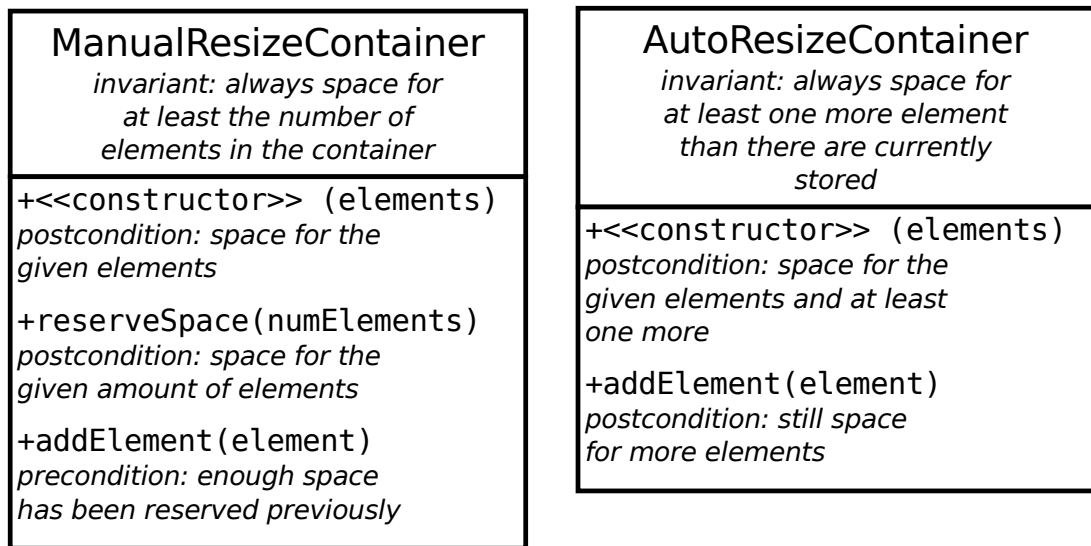 ManualResizeContainer
invariant: always space for
at least the number of
elements in the container
+<<constructor>> (elements)
postcondition: space for the
given elements
+reserveSpace(numElements)
postcondition: space for the
given amount of elements
+addElement(element)
precondition: enough space
has been reserved previously
AutoResizeContainer
invariant: always space for
at least one more element
than there are currently
stored
+<<constructor>> (elements)
postcondition: space for the
given elements and at least
one more
+addElement(element)
postcondition: still space
for more elements